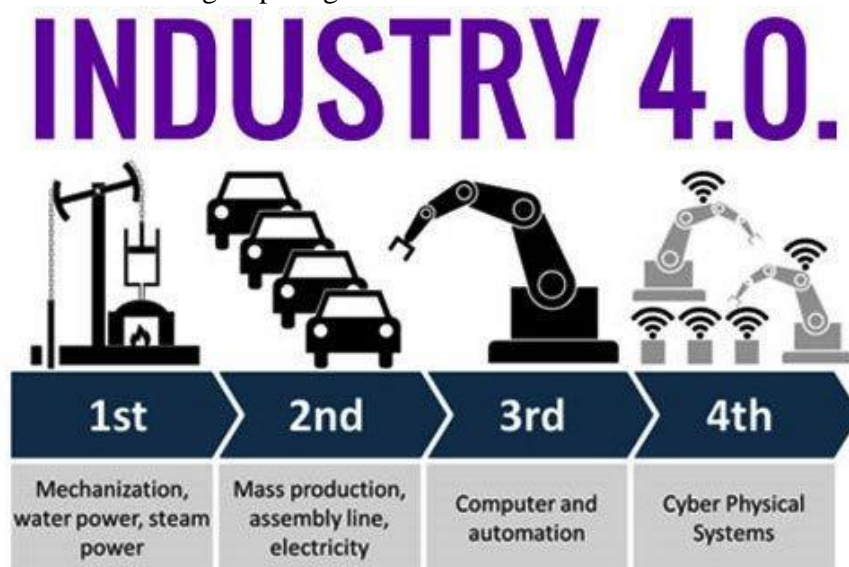 INDUSTRY 4.0.
1st
2nd
3rd
4th
Mechanization,
water power, steam
power
Mass production,
assembly line,
electricity
Computer and
automation
Cyber Physical
Systems